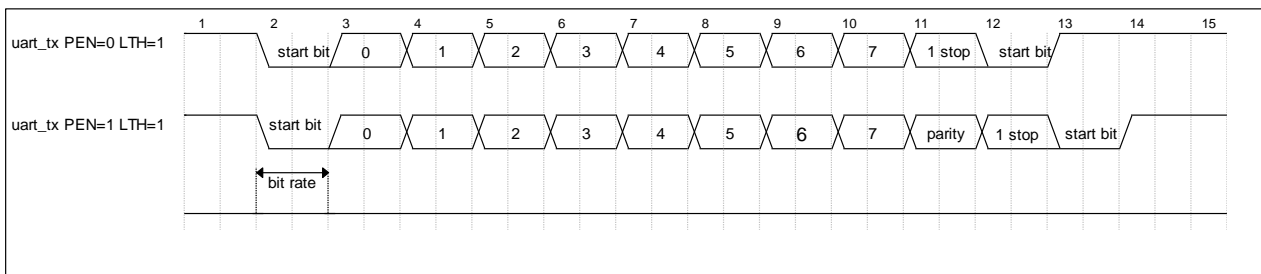 1 2 3 4 5 6 7 8 9 10 11 12 13 14 15
uart_tx PEN=0 LTH=1 start bit 0 1 2 3 4 5 6 7 1 stop start bit
uart_tx PEN=1 LTH=1 start bit 0 1 2 3 4 5 6 7 parity 1 stop start bit
bit rate